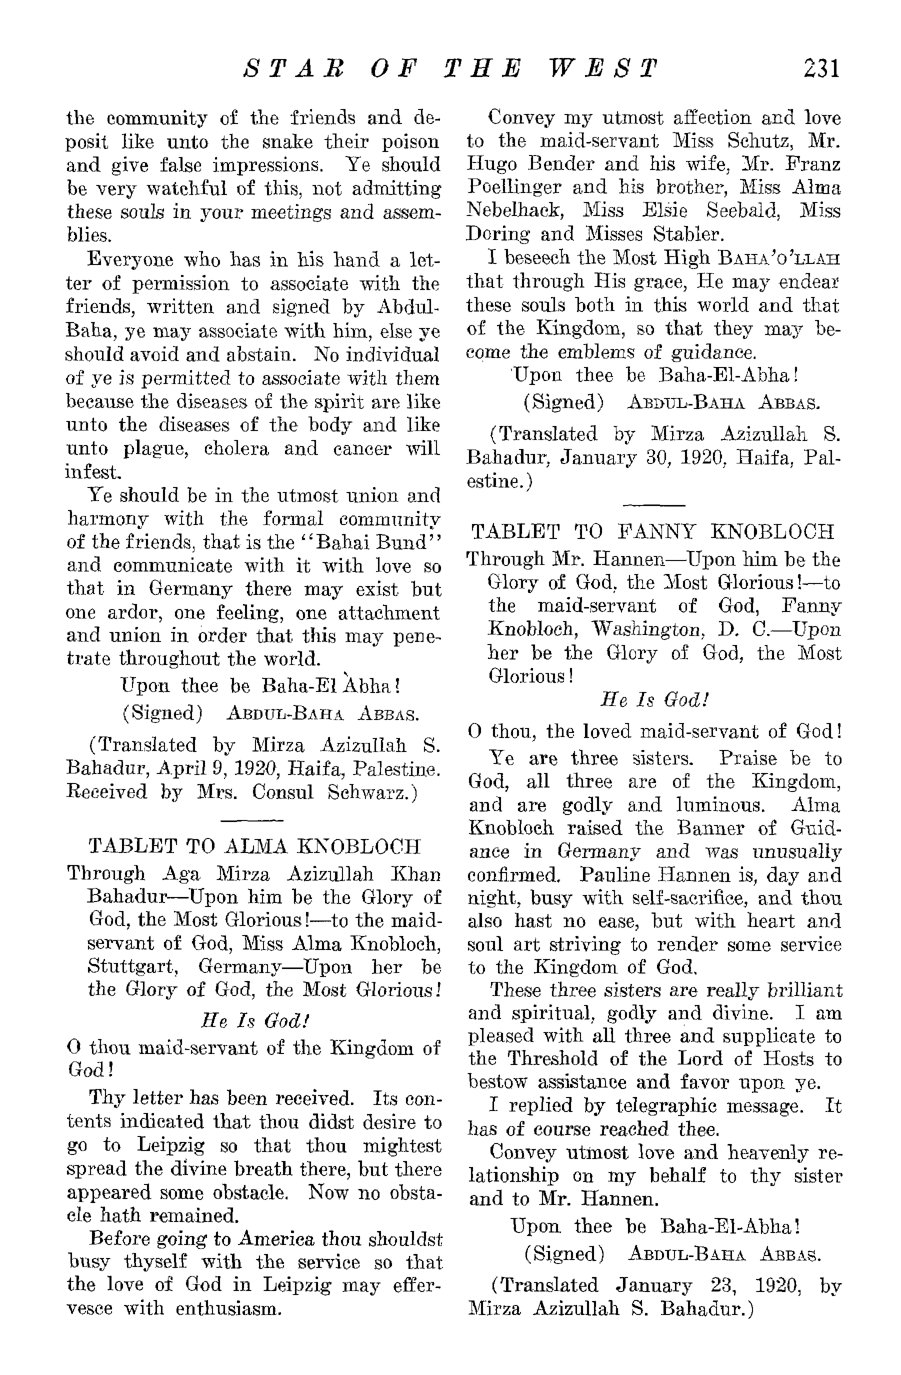 STAR OF THE WEST 231
the community of the friends and de-
posit like unto the snake their poison
and give false impressions. Ye should
be very watchful of this, not admitting
these souls in your meetings and assem-
blies.
Everyone who has in his hand a let-
ter of permission to associate with the
friends, written and signed by Abdul-
Baha, ye may associate with him, else ye
should avoid and abstain. No individual
of ye is permitted to associate with them
because the diseases of the spirit are like
unto the diseases of the body and like
unto plague, cholera and cancer will
infest.
Ye should be in the utmost union and
harmony with the formal community
of the friends, that is the "Bahai Bund"
and communicate with it with love so
that in Germany there may exist but
one ardor, one feeling, one attachment
and union in order that this may pene-
trate throughout the world.
Upon thee be Baha-El Abha!
(Signed) ABDUL-BAHA ABBAS.
(Translated by Mirza Azizullah S.
Bahadur, April 9, 1920, Haifa, Palestine.
Received by Mrs. Consul Schwarz.)
TABLET TO ALMA KNOBLOCH
Through Aga Mirza Azizullah Khan
Bahadur—Upon him be the Glory of
God, the Most Glorious!—to the maid-
servant of God, Miss Alma Knobloch,
Stuttgart, Germany—Upon her be
the Glory of God, the Most Glorious!
He Is God!
O thou maid-servant of the Kingdom of
God!
Thy letter has been received. Its con-
tents indicated that thou didst desire to
go to Leipzig so that thou mightest
spread the divine breath there, but there
appeared some obstacle. Now no obsta-
cle hath remained.
Before going to America thou shouldst
busy thyself with the service so that
the love of God in Leipzig may effer-
vesce with enthusiasm.
Convey my utmost affection and love
to the maid-servant Miss Schutz, Mr.
Hugo Bender and his wife, Mr. Franz
Poellinger and his brother, Miss Alma
Nebelhack, Miss Elsie Seebald, Miss
Doring and Misses Stabler.
I beseech the Most High BAHA'O'LLAH
that through His grace, He may endear
these souls both in this world and that
of the Kingdom, so that they may be-
come the emblems of guidance.
Upon thee be Baha-El-Abha!
(Signed) ABDUL-BAHA ABBAS.
(Translated by Mirza Azizullah S.
Bahadur, January 30, 1920, Haifa, Pal-
estine.)
TABLET TO FANNY KNOBLOCH
Through Mr. Hannen—Upon him be the
Glory of God, the Most Glorious!—to
the maid-servant of God, Fanny
Knobloch, Washington, D. C.—Upon
her be the Glory of God, the Most
Glorious!
He Is God!
O thou, the loved maid-servant of God!
Ye are three sisters. Praise be to
God, all three are of the Kingdom,
and are godly and luminous. Alma
Knobloch raised the Banner of Guid-
ance in Germany and was unusually
confirmed. Pauline Hannen is, day and
night, busy with self-sacrifice, and thou
also hast no ease, but with heart and
soul art striving to render some service
to the Kingdom of God.
These three sisters are really brilliant
and spiritual, godly and divine. I am
pleased with all three and supplicate to
the Threshold of the Lord of Hosts to
bestow assistance and favor upon ye.
I replied by telegraphic message. It
has of course reached thee.
Convey utmost love and heavenly re-
lationship on my behalf to thy sister
and to Mr. Hannen.
Upon thee be Baha-El-Abha!
(Signed) ABDUL-BAHA ABBAS.
(Translated January 23, 1920, by
Mirza Azizullah S. Bahadur.)